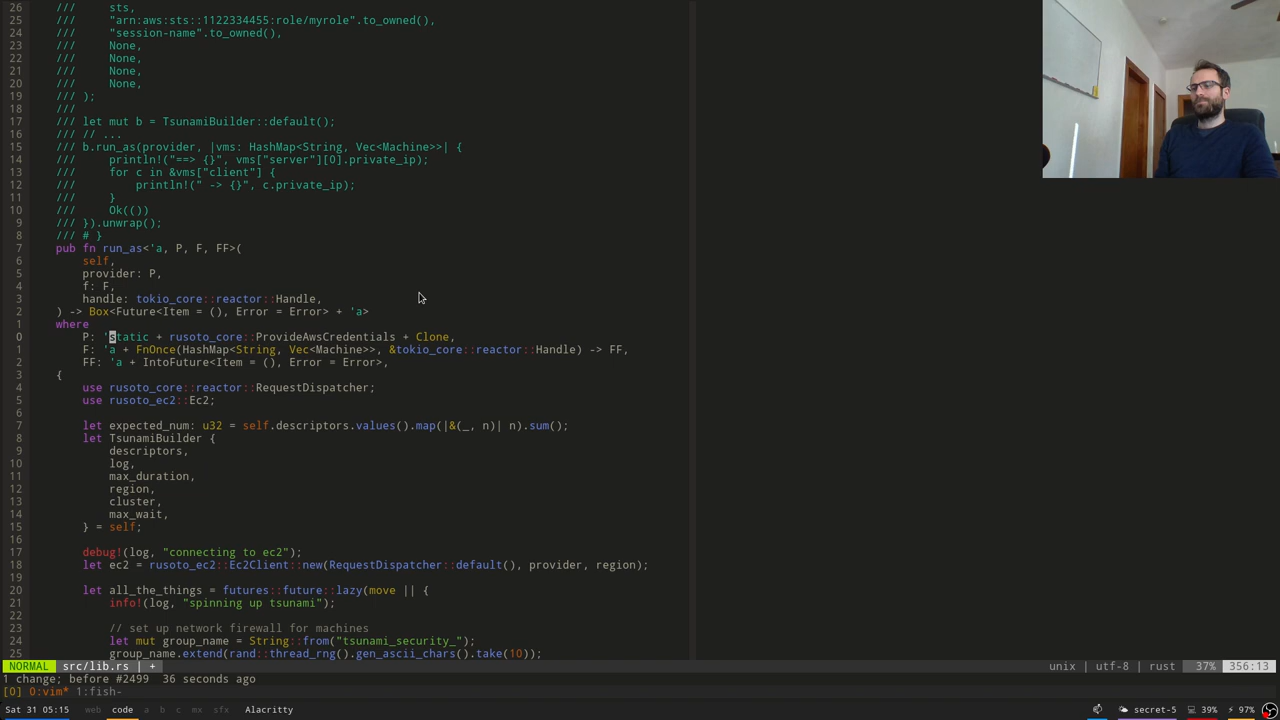 26    ///     sts,
25    ///     "arn:aws:sts::1122334455:role/myrole".to_owned(),
24    ///     "session-name".to_owned(),
23    ///     None,
22    ///     None,
21    ///     None,
20    ///     None,
19    /// );
18    ///
17    /// let mut b = TsunamiBuilder::default();
16    /// // ...
15    /// b.run_as(provider, |vms: HashMap<String, Vec<Machine>>| {
14    ///     println!("==> {}", vms["server"][0].private_ip);
13    ///     for c in &vms["client"] {
12    ///         println!(" -> {}", c.private_ip);
11    ///     }
10    ///     Ok(())
9    /// }).unwrap();
8    /// # }
7    pub fn run_as<'a, P, F, FF>(
6        self,
5        provider: P,
4        f: F,
3        handle: tokio_core::reactor::Handle,
2    ) -> Box<Future<Item = (), Error = Error> + 'a>
1    where
0        P: 'static + rusoto_core::ProvideAwsCredentials + Clone,
1        F: 'a + FnOnce(HashMap<String, Vec<Machine>>, &tokio_core::reactor::Handle) -> FF,
2        FF: 'a + IntoFuture<Item = (), Error = Error>,
3    {
4        use rusoto_core::reactor::RequestDispatcher;
5        use rusoto_ec2::Ec2;
6
7        let expected_num: u32 = self.descriptors.values().map(|&(_, n)| n).sum();
8        let TsunamiBuilder {
9            descriptors,
10            log,
11            max_duration,
12            region,
13            cluster,
14            max_wait,
15        } = self;
16
17        debug!(log, "connecting to ec2");
18        let ec2 = rusoto_ec2::Ec2Client::new(RequestDispatcher::default(), provider, region);
19
20        let all_the_things = futures::future::lazy(move || {
21            info!(log, "spinning up tsunami");
22
23            // set up network firewall for machines
24            let mut group_name = String::from("tsunami_security_");
25            group_name.extend(rand::thread_rng().gen_ascii_chars().take(10));
NORMAL src/lib.rs | + unix | utf-8 | rust 37% 356:13
1 change; before #2499  36 seconds ago
[0] 0:vim* 1:fish-
Sat 31 05:15 web code a b c mx sfx Alacritty secret-5 39% 97%